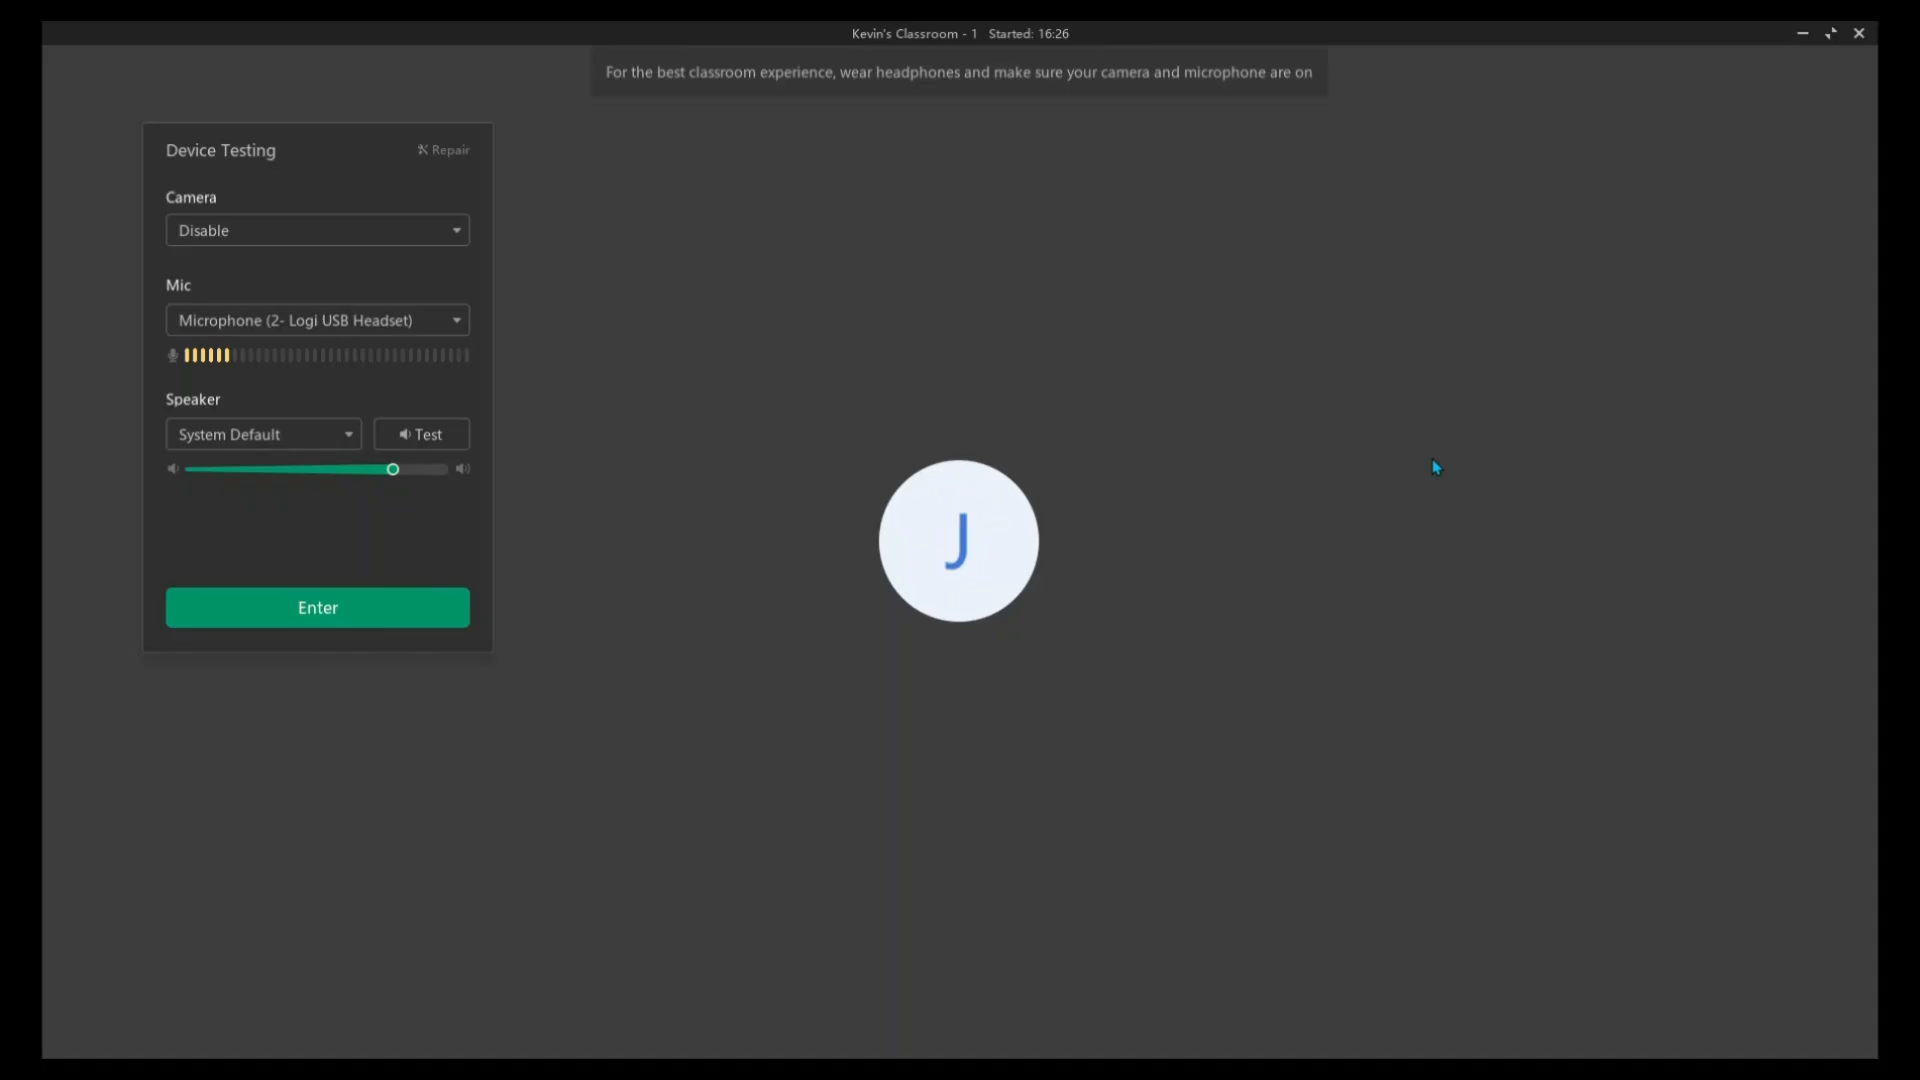 Kevin's Classroom - 1 Started: 16:26
For the best classroom experience, wear headphones and make sure your camera and microphone are on
Device Testing
Repair
Camera
Disable
Mic
Microphone (2- Logi USB Headset)
Speaker
System Default
Test
Enter
J